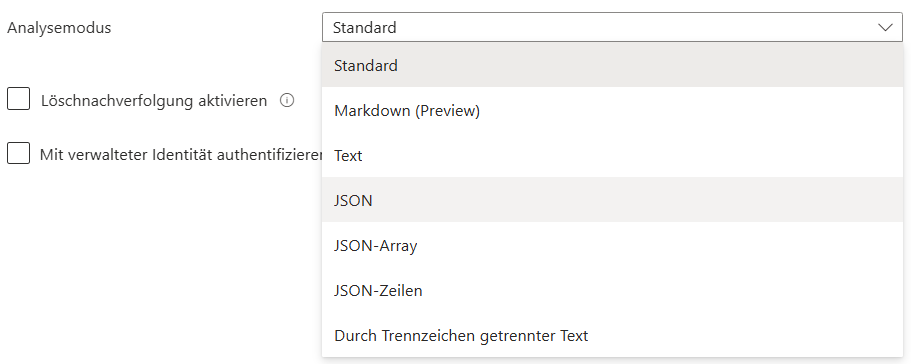 Analysemodus
Standard
Standard
Markdown (Preview)
Löschnachverfolgung aktivieren
Text
Mit verwalteter Identität authentifizieren
JSON
JSON-Array
JSON-Zeilen
Durch Trennzeichen getrennter Text